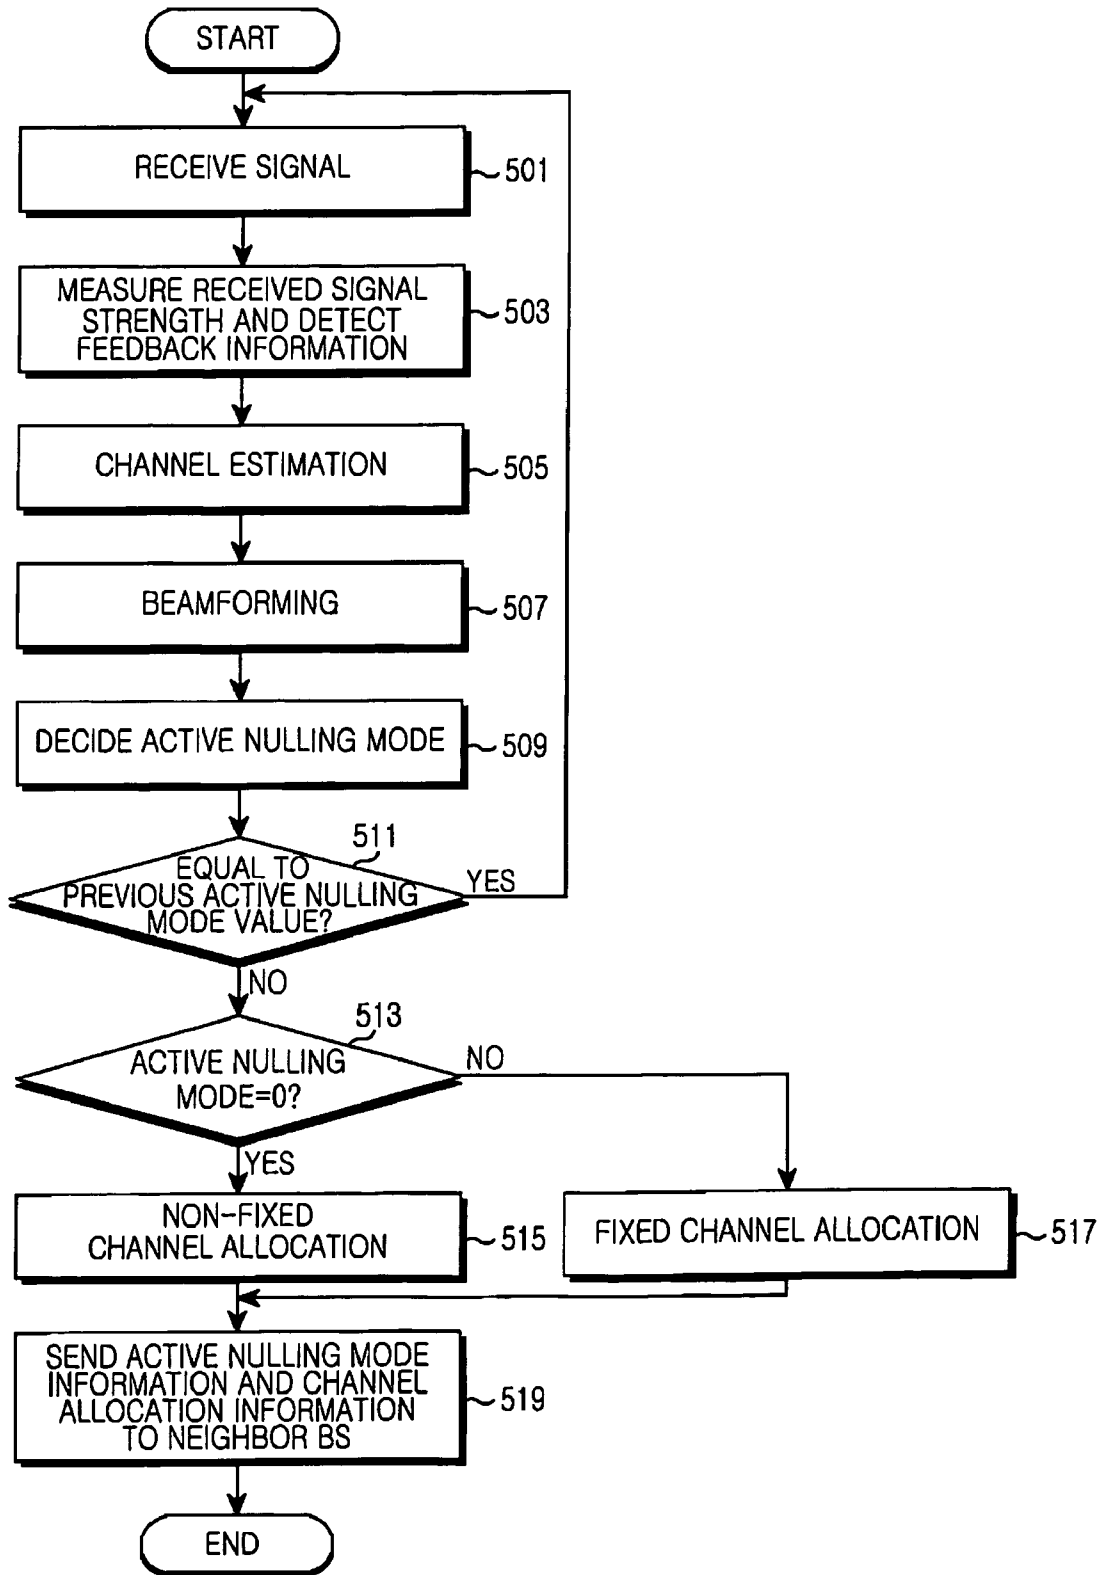 START
RECEIVE SIGNAL
501
MEASURE RECEIVED SIGNAL
STRENGTH AND DETECT
FEEDBACK INFORMATION
503
CHANNEL ESTIMATION
505
BEAMFORMING
507
DECIDE ACTIVE NULLING MODE
509
511
EQUAL TO
PREVIOUS ACTIVE NULLING
MODE VALUE?
YES
NO
513
ACTIVE NULLING
MODE=0?
NO
YES
NON-FIXED
CHANNEL ALLOCATION
515
FIXED CHANNEL ALLOCATION
517
SEND ACTIVE NULLING MODE
INFORMATION AND CHANNEL
ALLOCATION INFORMATION
TO NEIGHBOR BS
519
END